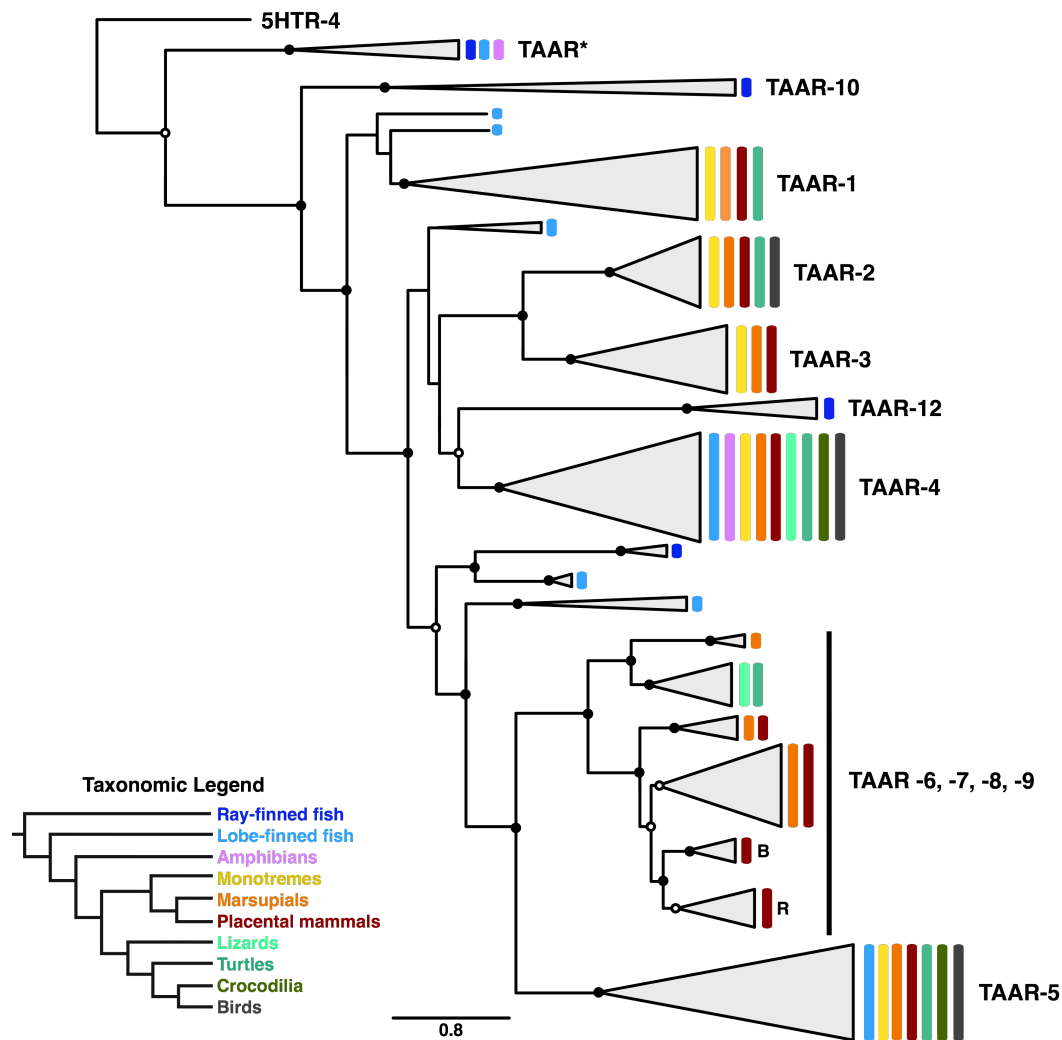 5HTR-4
TAAR*
TAAR-10
TAAR-1
TAAR-2
TAAR-3
TAAR-12
TAAR-4
TAAR -6, -7, -8, -9
B
R
TAAR-5
Taxonomic Legend
Ray-finned fish
Lobe-finned fish
Amphibians
Monotremes
Marsupials
Placental mammals
Lizards
Turtles
Crocodilia
Birds
0.8